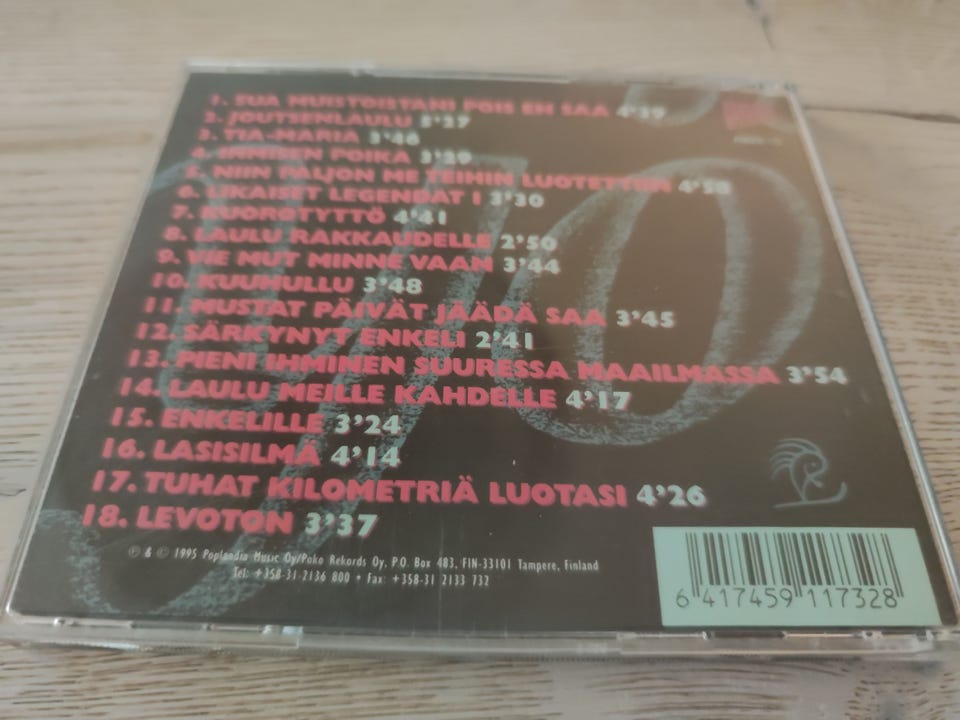 1. SUA MUISTOISTANI POIS EN SAA 4'39
2. JOUTSENLAULU 3'27
3. TIA-MARIA 3'46
4. IHMISEN POIKA 3'29
5. NIIN PALJON ME TEIHIN LUOTETTIIN 4'58
6. LIKAISET LEGENDAT I 3'30
7. KUOROTYTTÖ 4'41
8. LAULU RAKKAUDELLE 2'50
9. VIE MUT MINNE VAAN 3'44
10. KUUHULLU 3'48
11. MUSTAT PÄIVÄT JÄÄDÄ SAA 3'45
12. SÄRKYNYT ENKELI 2'41
13. PIENI IHMINEN SUURESSA MAAILMASSA 3'54
14. LAULU MEILLE KAHDELLE 4'17
15. ENKELILLE 3'24
16. LASISILMÄ 4'14
17. TUHAT KILOMETRIÄ LUOTASI 4'26
18. LEVOTON 3'37
℗ & © 1995 Poplandia Music Oy/Poko Rekords Oy, P.O. Box 483, FIN-33101 Tampere, Finland
Tel: +358-31-2136 800 • Fax: +358-31 2133 732
6 417459 117328